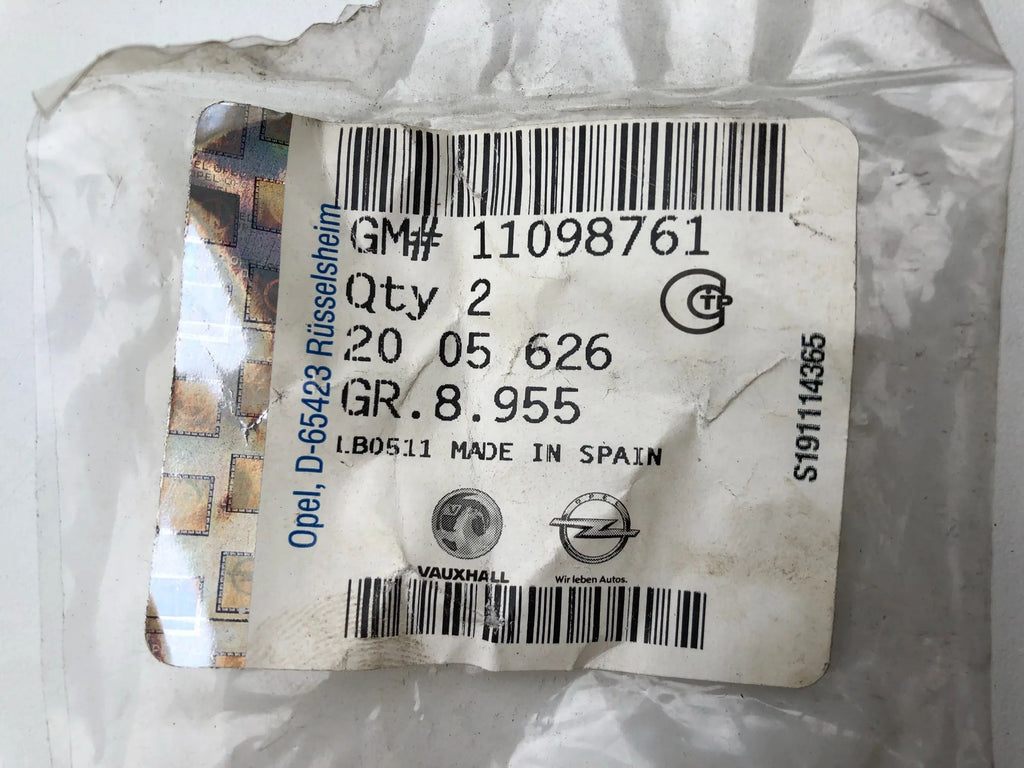 GM# 11098761
Qty 2
20 05 626
GR.8.955
LB0511 MADE IN SPAIN
VAUXHALL
OPEL
Wir leben Autos.
Opel, D-65423 Rüsselsheim
S191114365